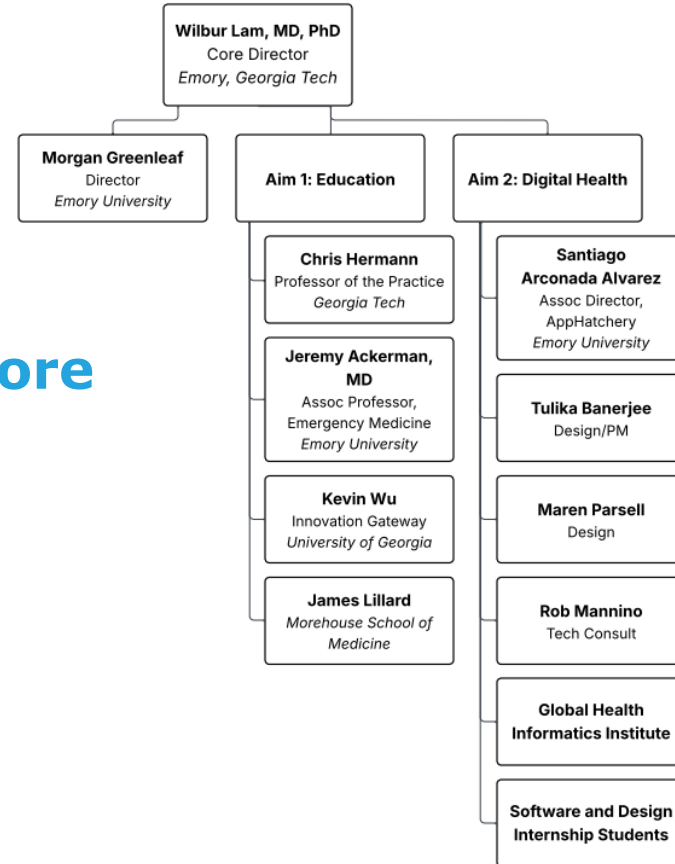 Wilbur Lam, MD, PhD
Core Director
Emory, Georgia Tech
Morgan Greenleaf
Director
Emory University
Aim 1: Education
Aim 2: Digital Health
ore
Chris Hermann
Professor of the Practice
Georgia Tech
Jeremy Ackerman,
MD
Assoc Professor,
Emergency Medicine
Emory University
Kevin Wu
Innovation Gateway
University of Georgia
James Lillard
Morehouse School of
Medicine
Santiago
Arconada Alvarez
Assoc Director,
AppHatchery
Emory University
Tulika Banerjee
Design/PM
Maren Parsell
Design
Rob Mannino
Tech Consult
Global Health
Informatics Institute
Software and Design
Internship Students